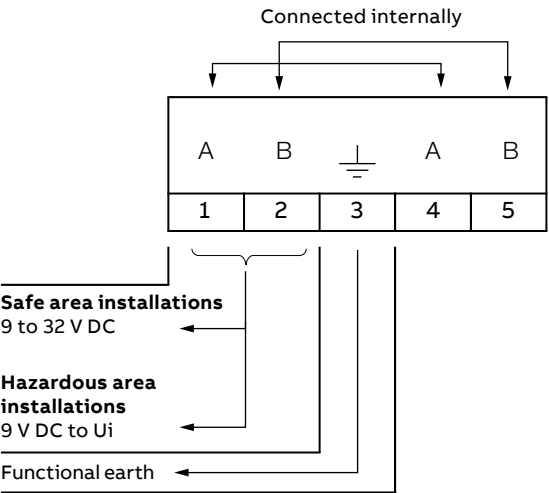 Connected internally
A B A B
1 2 3 4 5
Safe area installations
9 to 32 V DC
Hazardous area
installations
9 V DC to Ui
Functional earth